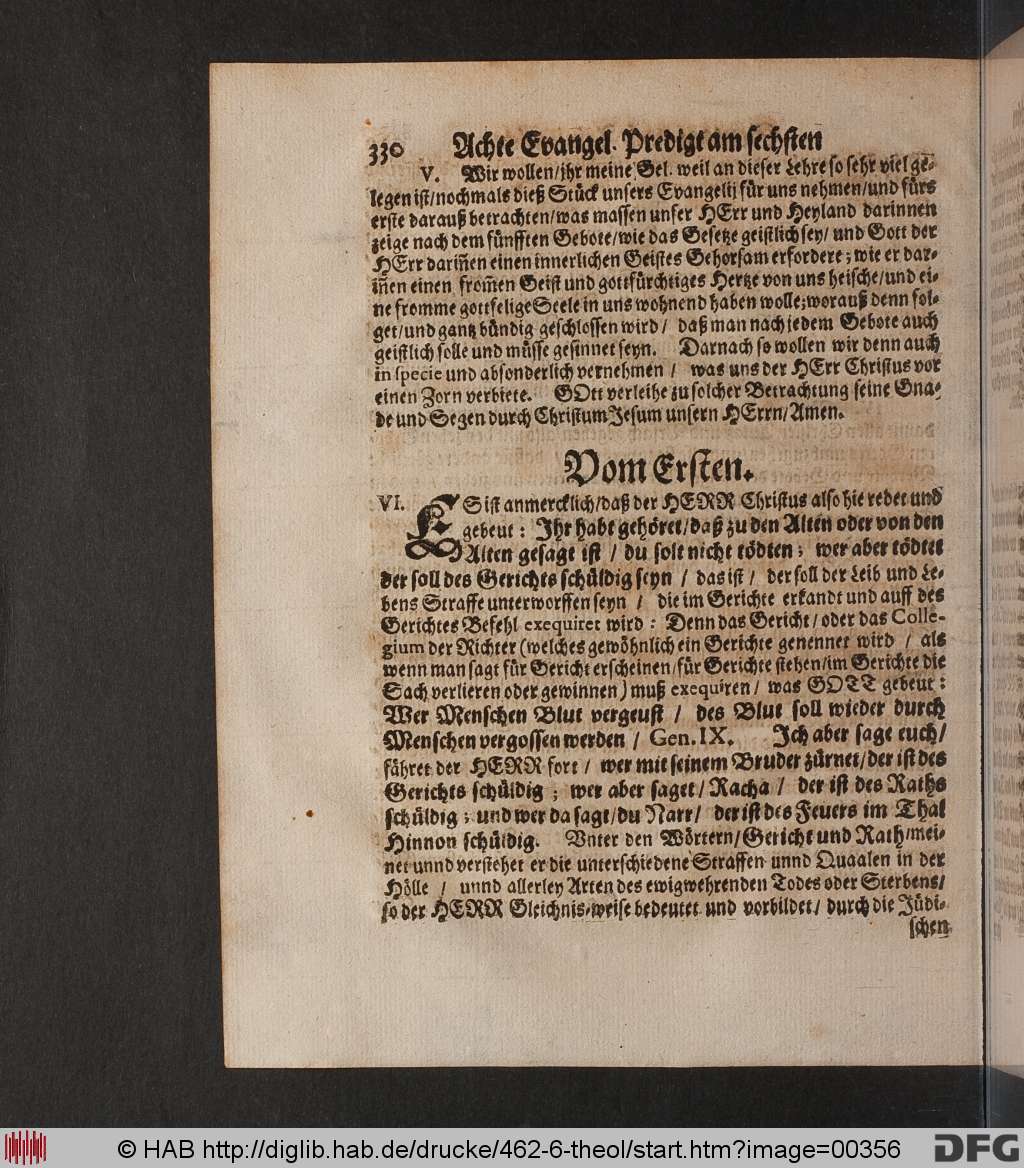 330 Achte Evangel. Predigt am sechsten
V. Wir wollen/jhr meine Gel. weil an dieser Lehre so sehr viel ge-
legen ist/nochmals dieß Stück unsers Evangelij für uns nehmen/und fürs
erste darauß betrachten/was massen unser HErr und Heyland darinnen
zeige nach dem fünfften Gebote/wie das Gesetze geistlich sey/ und Gott der
HErr dariñen einen innerlichen Geistes Gehorsam erfordere; wie er dar-
iñen einen from̃en Geist und gottfürchtiges Hertze von uns heische/und ei-
ne fromme gottselige Seele in uns wohnend haben wolle; worauß denn fol-
get/und gantz bündig geschlossen wird/ daß man nach jedem Gebote auch
geistlich solle und müsse gesinnet seyn. Darnach so wollen wir denn auch
in specie und absonderlich vernehmen / was uns der HErr Christus vor
einen Zorn verbiete. GOtt verleihe zu solcher Betrachtung seine Gna-
de und Segen durch Christum Jesum unsern HErrn/Amen.
Vom Ersten.
VI. ES ist anmercklich/daß der HERR Christus also hie redet und
gebeut: Ihr habt gehöret/daß zu den Alten oder von den
Alten gesagt ist / du solt nicht tödten; wer aber tödtet
der soll des Gerichts schüldig seyn / das ist / der soll der Leib und Le-
bens Straffe unterworffen seyn / die im Gerichte erkandt und auff des
Gerichtes Befehl exequiret wird: Denn das Gericht/ oder das Colle-
gium der Richter (welches gewöhnlich ein Gerichte genennet wird / als
wenn man sagt für Gericht erscheinen/für Gerichte stehen/im Gerichte die
Sach verlieren oder gewinnen) muß exequiren/ was GOTT gebeut:
Wer Menschen Blut vergeust / des Blut soll wieder durch
Menschen vergossen werden / Gen. IX. Ich aber sage euch/
fähret der HERR fort / wer mit seinem Bruder zürnet/der ist des
Gerichts schüldig; wer aber saget/ Racha / der ist des Raths
schüldig; und wer da sagt/du Narr/ der ist des Feuers im Thal
Hinnon schüldig. Vnter den Wörtern/Gericht und Rath/mei-
net unnd verstehet er die unterschiedene Straffen unnd Quaalen in der
Hölle / unnd allerley Arten des ewigwehrenden Todes oder Sterbens/
so der HERR Gleichnis-weise bedeutet und vorbildet/ durch die Jüdi-
schen
© HAB http://diglib.hab.de/drucke/462-6-theol/start.htm?image=00356
DFG